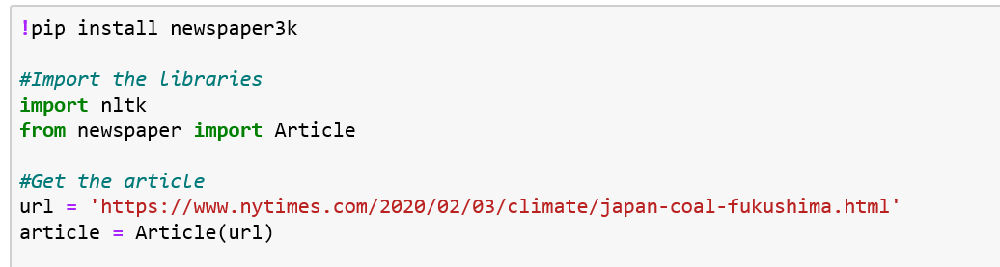 !pip install newspaper3k
#Import the libraries
import nltk
from newspaper import Article
#Get the article
url = 'https://www.nytimes.com/2020/02/03/climate/japan-coal-fukushima.html'
article = Article(url)